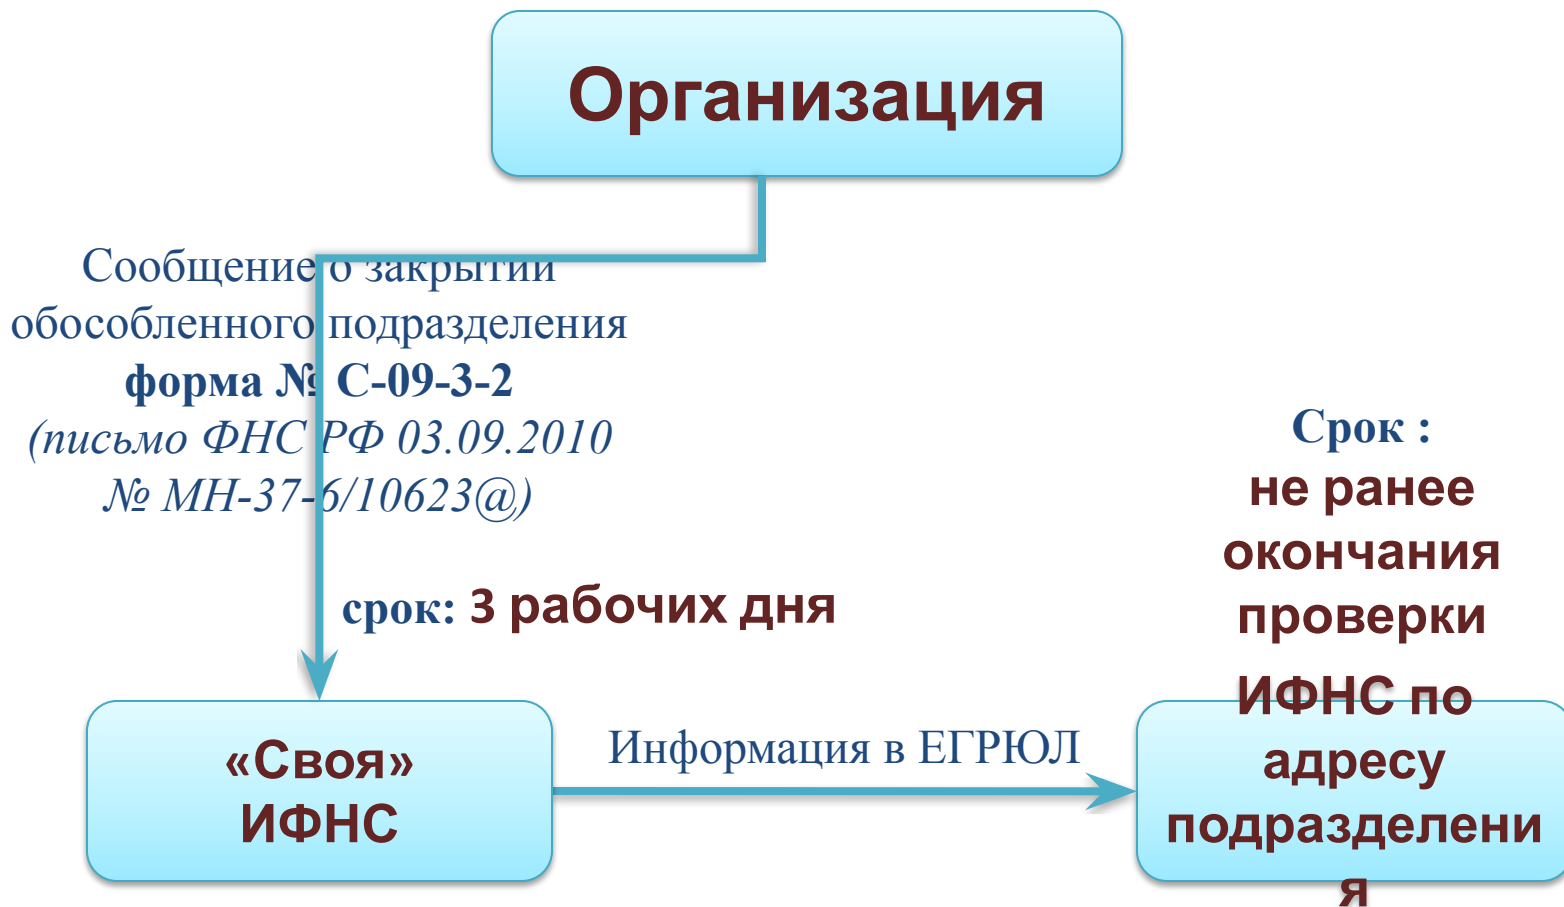 Организация
Сообщение о закрытии
обособленного подразделения
форма № С-09-3-2
(письмо ФНС РФ 03.09.2010
№ МН-37-6/10623@)
срок: 3 рабочих дня
Срок :
не ранее
окончания
проверки
«Своя»
ИФНС
Информация в ЕГРЮЛ
ИФНС по
адресу
подразделени
я